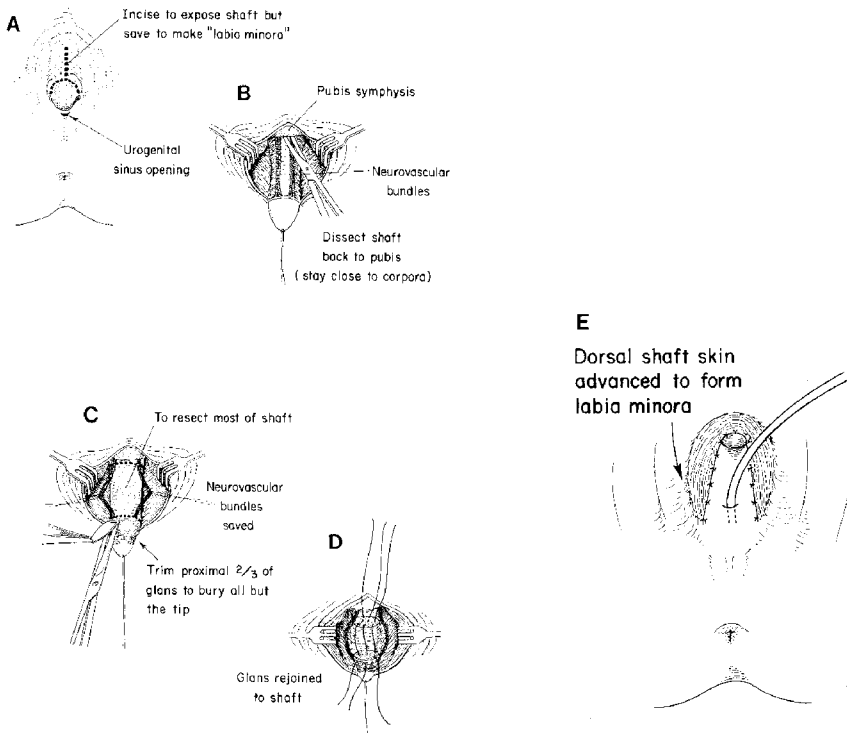 A
Incise to expose shaft but
save to make "labia minora"
Urogenital
sinus opening
B
Pubis symphysis
Neurovascular
bundles
Dissect shaft
back to pubis
(stay close to corpora)
C
To resect most of shaft
Neurovascular
bundles
saved
Trim proximal 2/3 of
glans to bury all but
the tip
D
Glans rejoined
to shaft
E
Dorsal shaft skin
advanced to form
labia minora